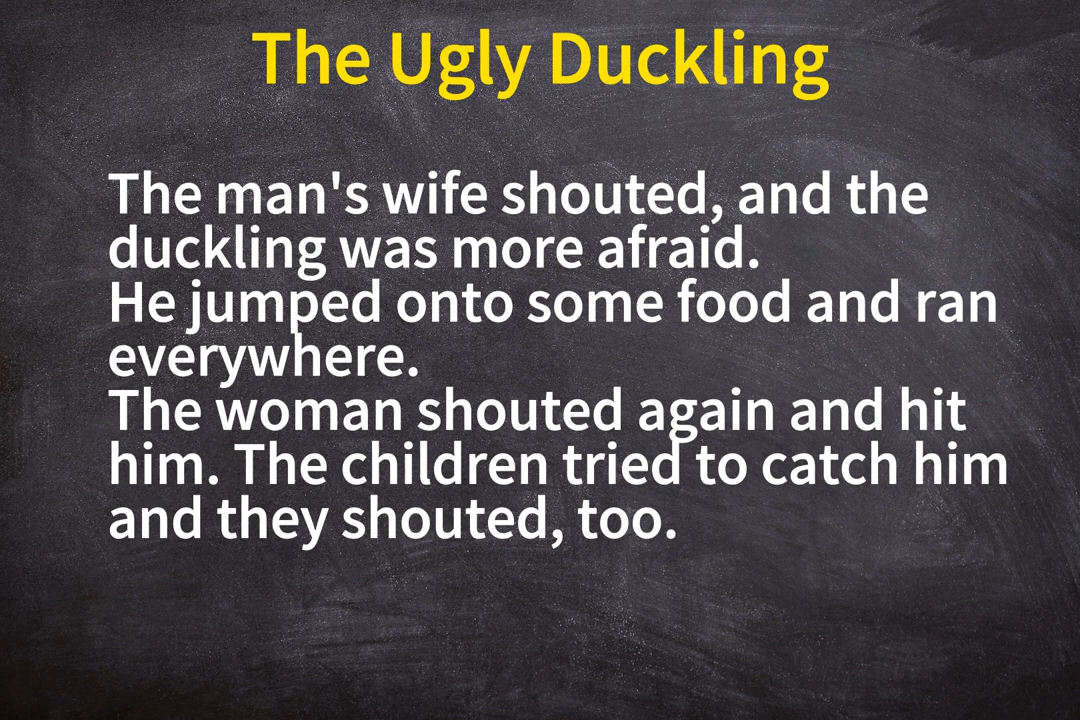 The Ugly Duckling
The man's wife shouted, and the
duckling was more afraid.
He jumped onto some food and ran
everywhere.
The woman shouted again and hit
him. The children tried to catch him
and they shouted, too.